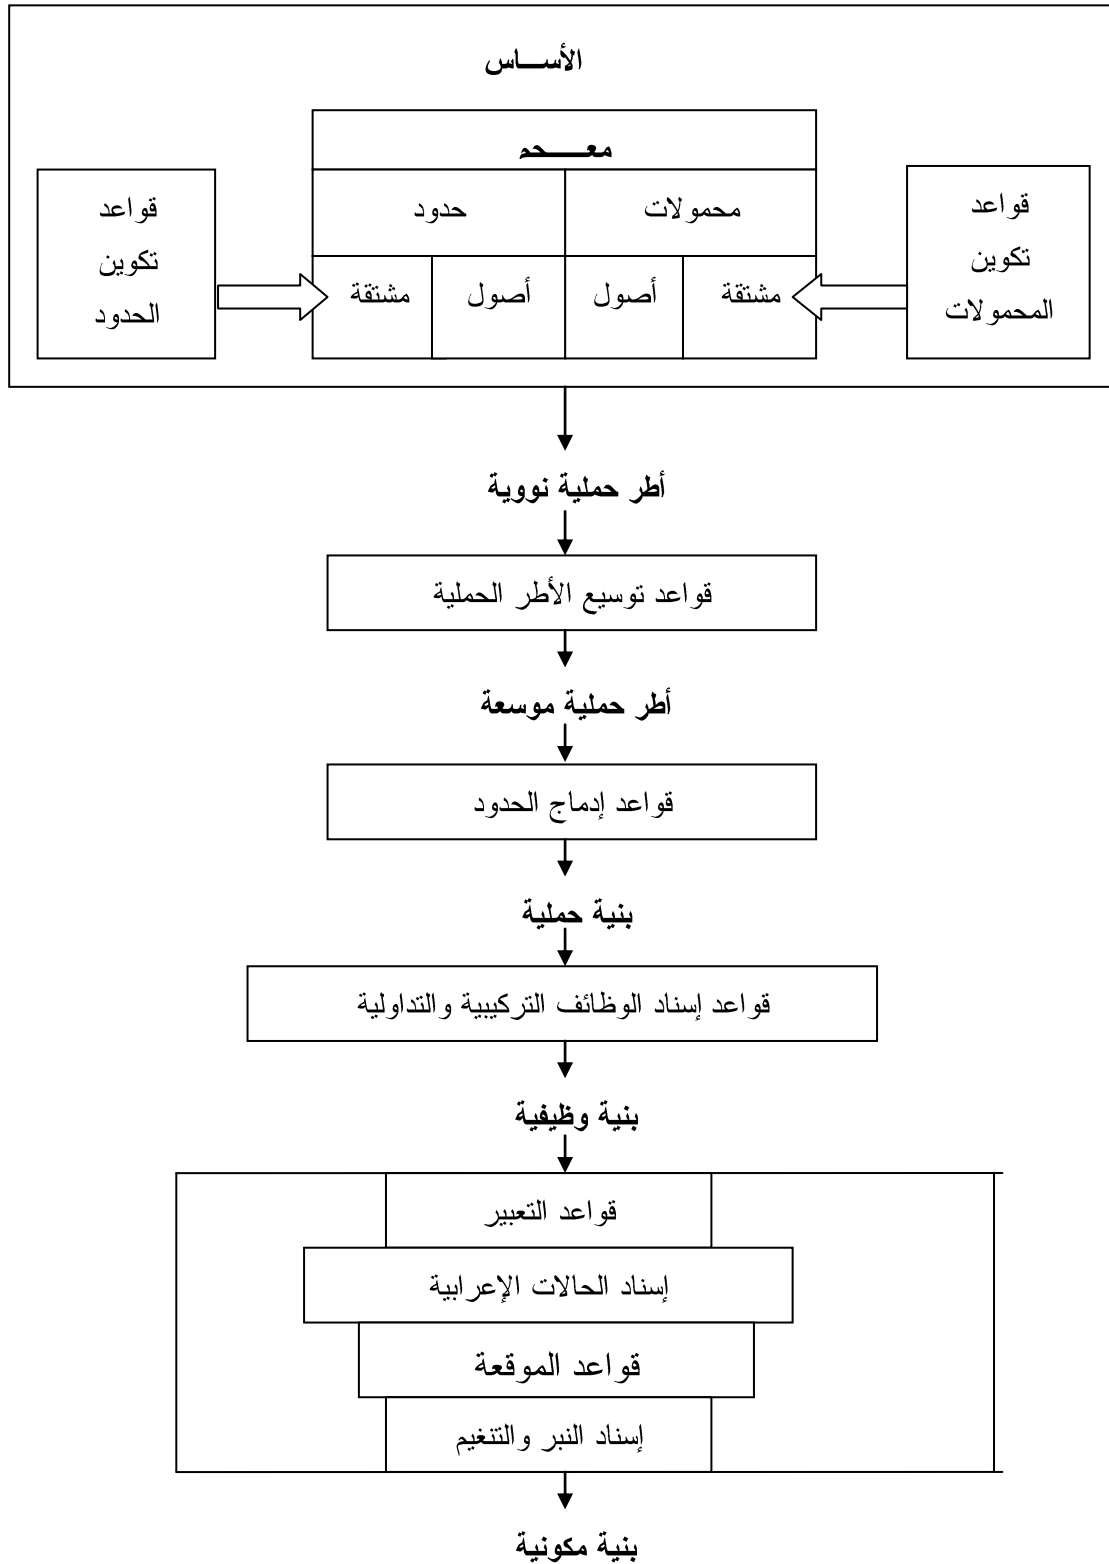 الأســـاس
معـــــحم
محمولات
حدود
قواعد
تكوين
المحمولات
مشتقة
أصول
أصول
مشتقة
قواعد
تكوين
الحدود
أطر حملية نووية
قواعد توسيع الأطر الحملية
أطر حملية موسعة
قواعد إدماج الحدود
بنية حملية
قواعد إسناد الوظائف التركيبية والتداولية
بنية وظيفية
قواعد التعبير
إسناد الحالات الإعرابية
قواعد الموقعة
إسناد النبر والتنغيم
بنية مكونية